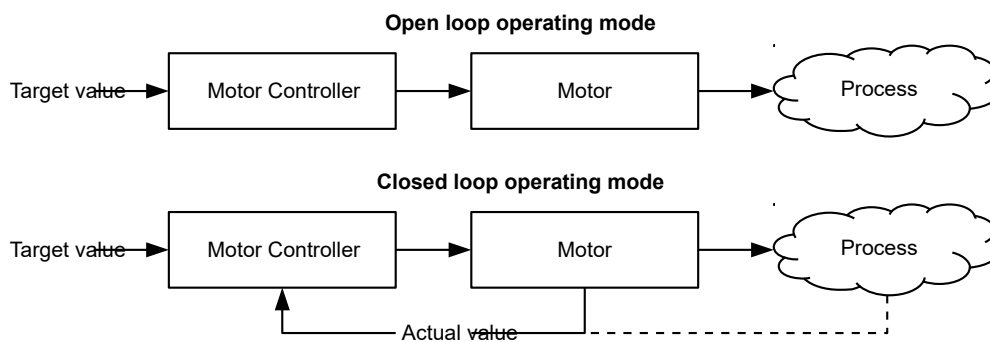 Open loop operating mode
Target value
Motor Controller
Motor
Process
Closed loop operating mode
Target value
Motor Controller
Motor
Process
Actual value